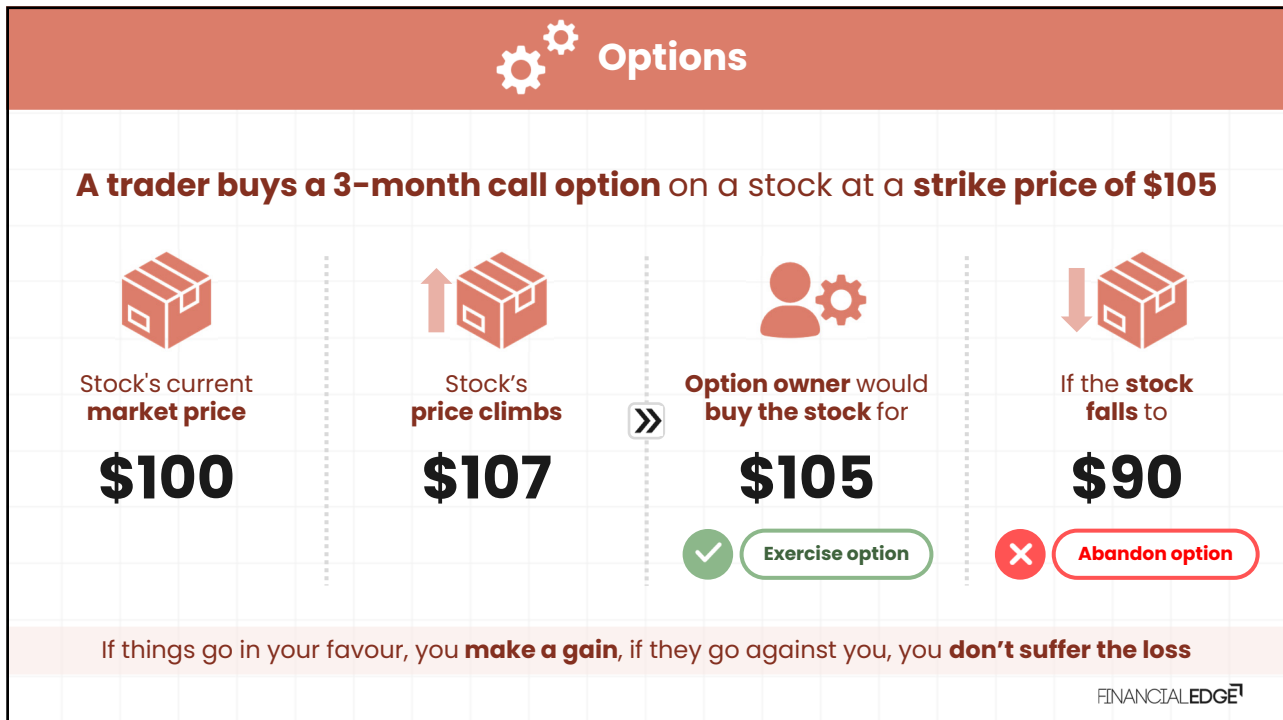 Options
A trader buys a 3-month call option on a stock at a strike price of $105
Stock's current
market price
$100
Stock’s
price climbs
$107
Option owner would
buy the stock for
$105
Exercise option
If the stock
falls to
$90
Abandon option
If things go in your favour, you make a gain, if they go against you, you don’t suffer the loss
FINANCIALEDGE